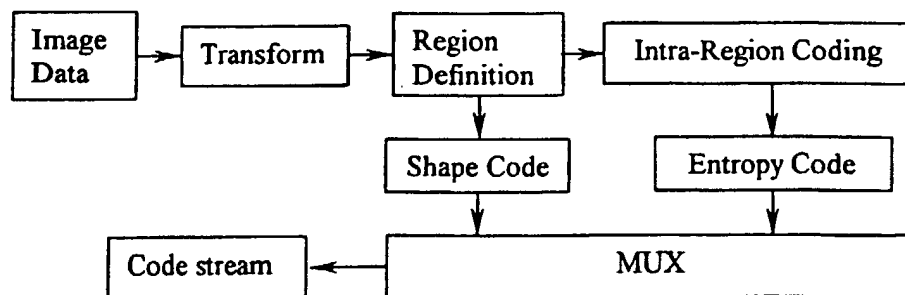 Image
Data
Transform
Region
Definition
Intra-Region Coding
Shape Code
Entropy Code
Code stream
MUX